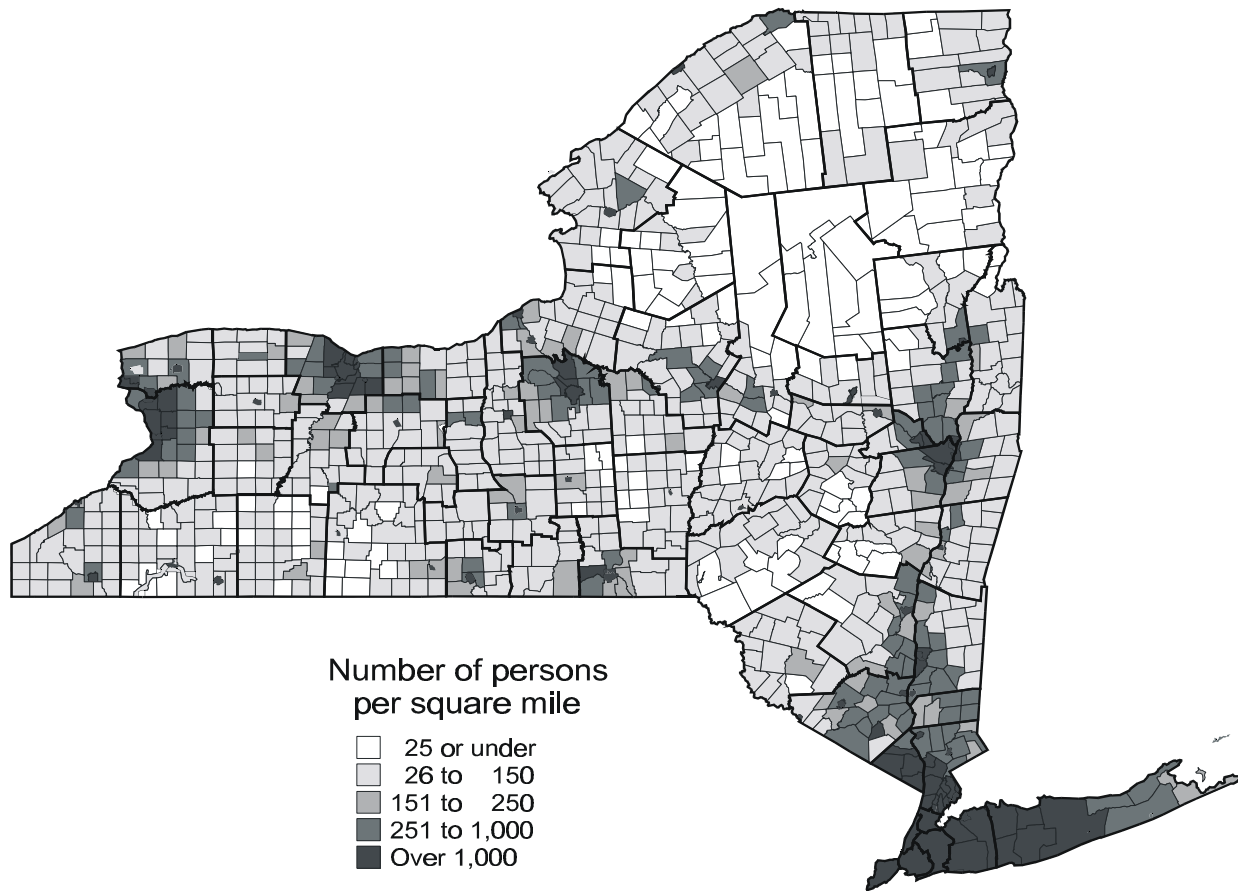 Number of persons
per square mile
25 or under
26 to 150
151 to 250
251 to 1,000
Over 1,000